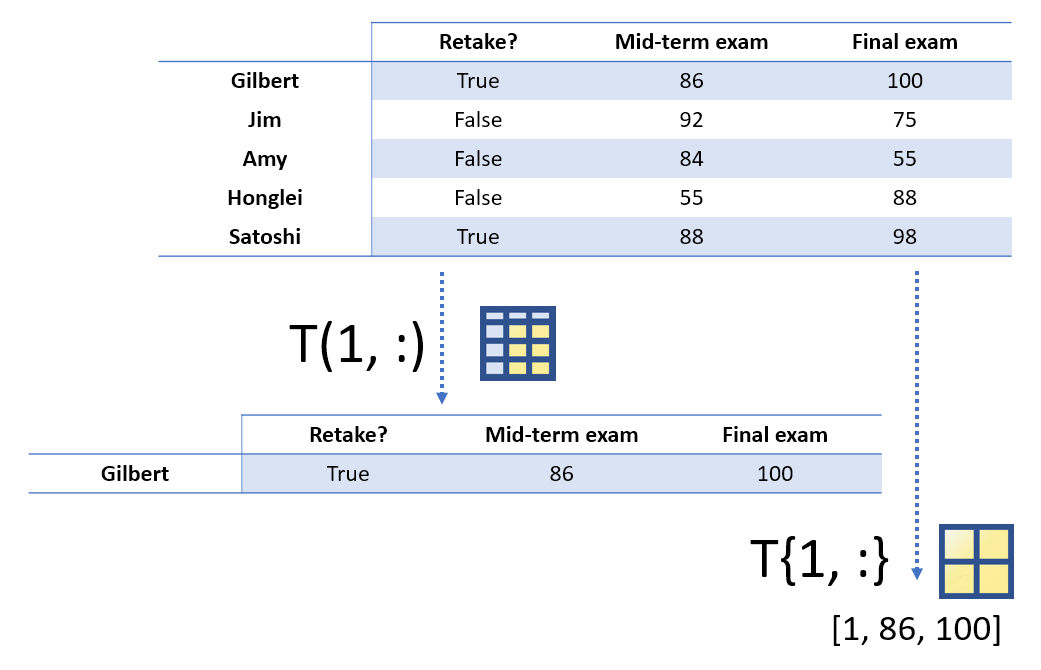 Retake? Mid-term exam Final exam
Gilbert True 86 100
Jim False 92 75
Amy False 84 55
Honglei False 55 88
Satoshi True 88 98
T(1, :)
Retake? Mid-term exam Final exam
Gilbert True 86 100
T{1, :}
[1, 86, 100]